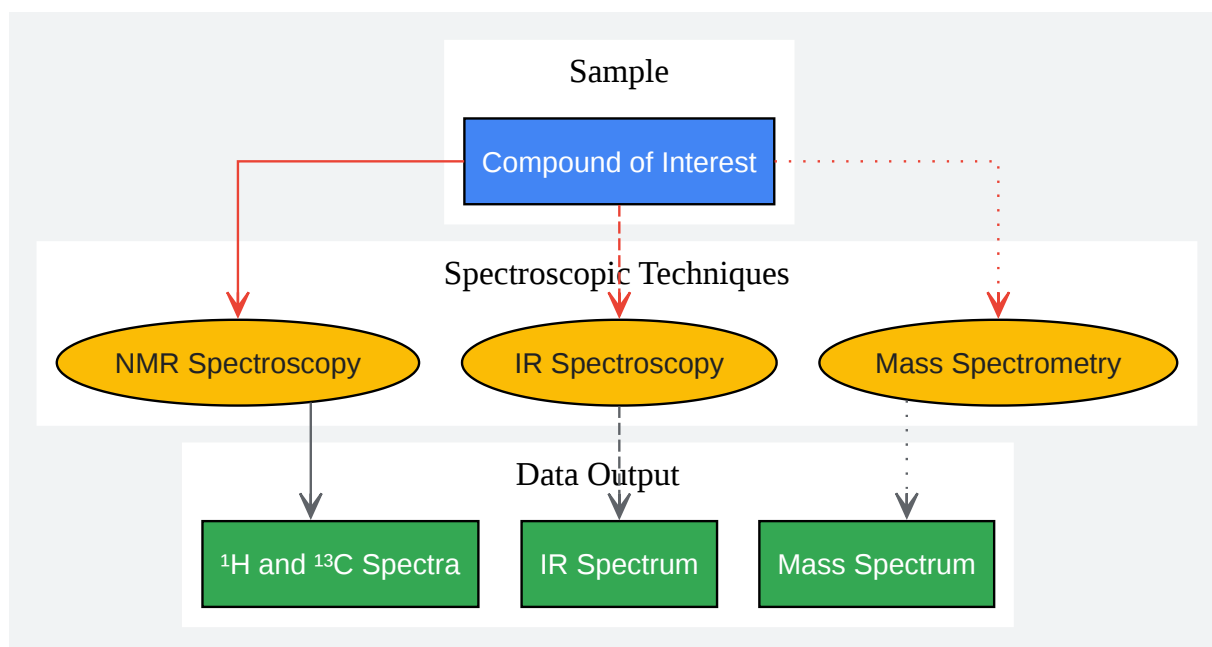 Sample
Compound of Interest
Spectroscopic Techniques
NMR Spectroscopy
IR Spectroscopy
Mass Spectrometry
Data Output
¹H and ¹³C Spectra
IR Spectrum
Mass Spectrum